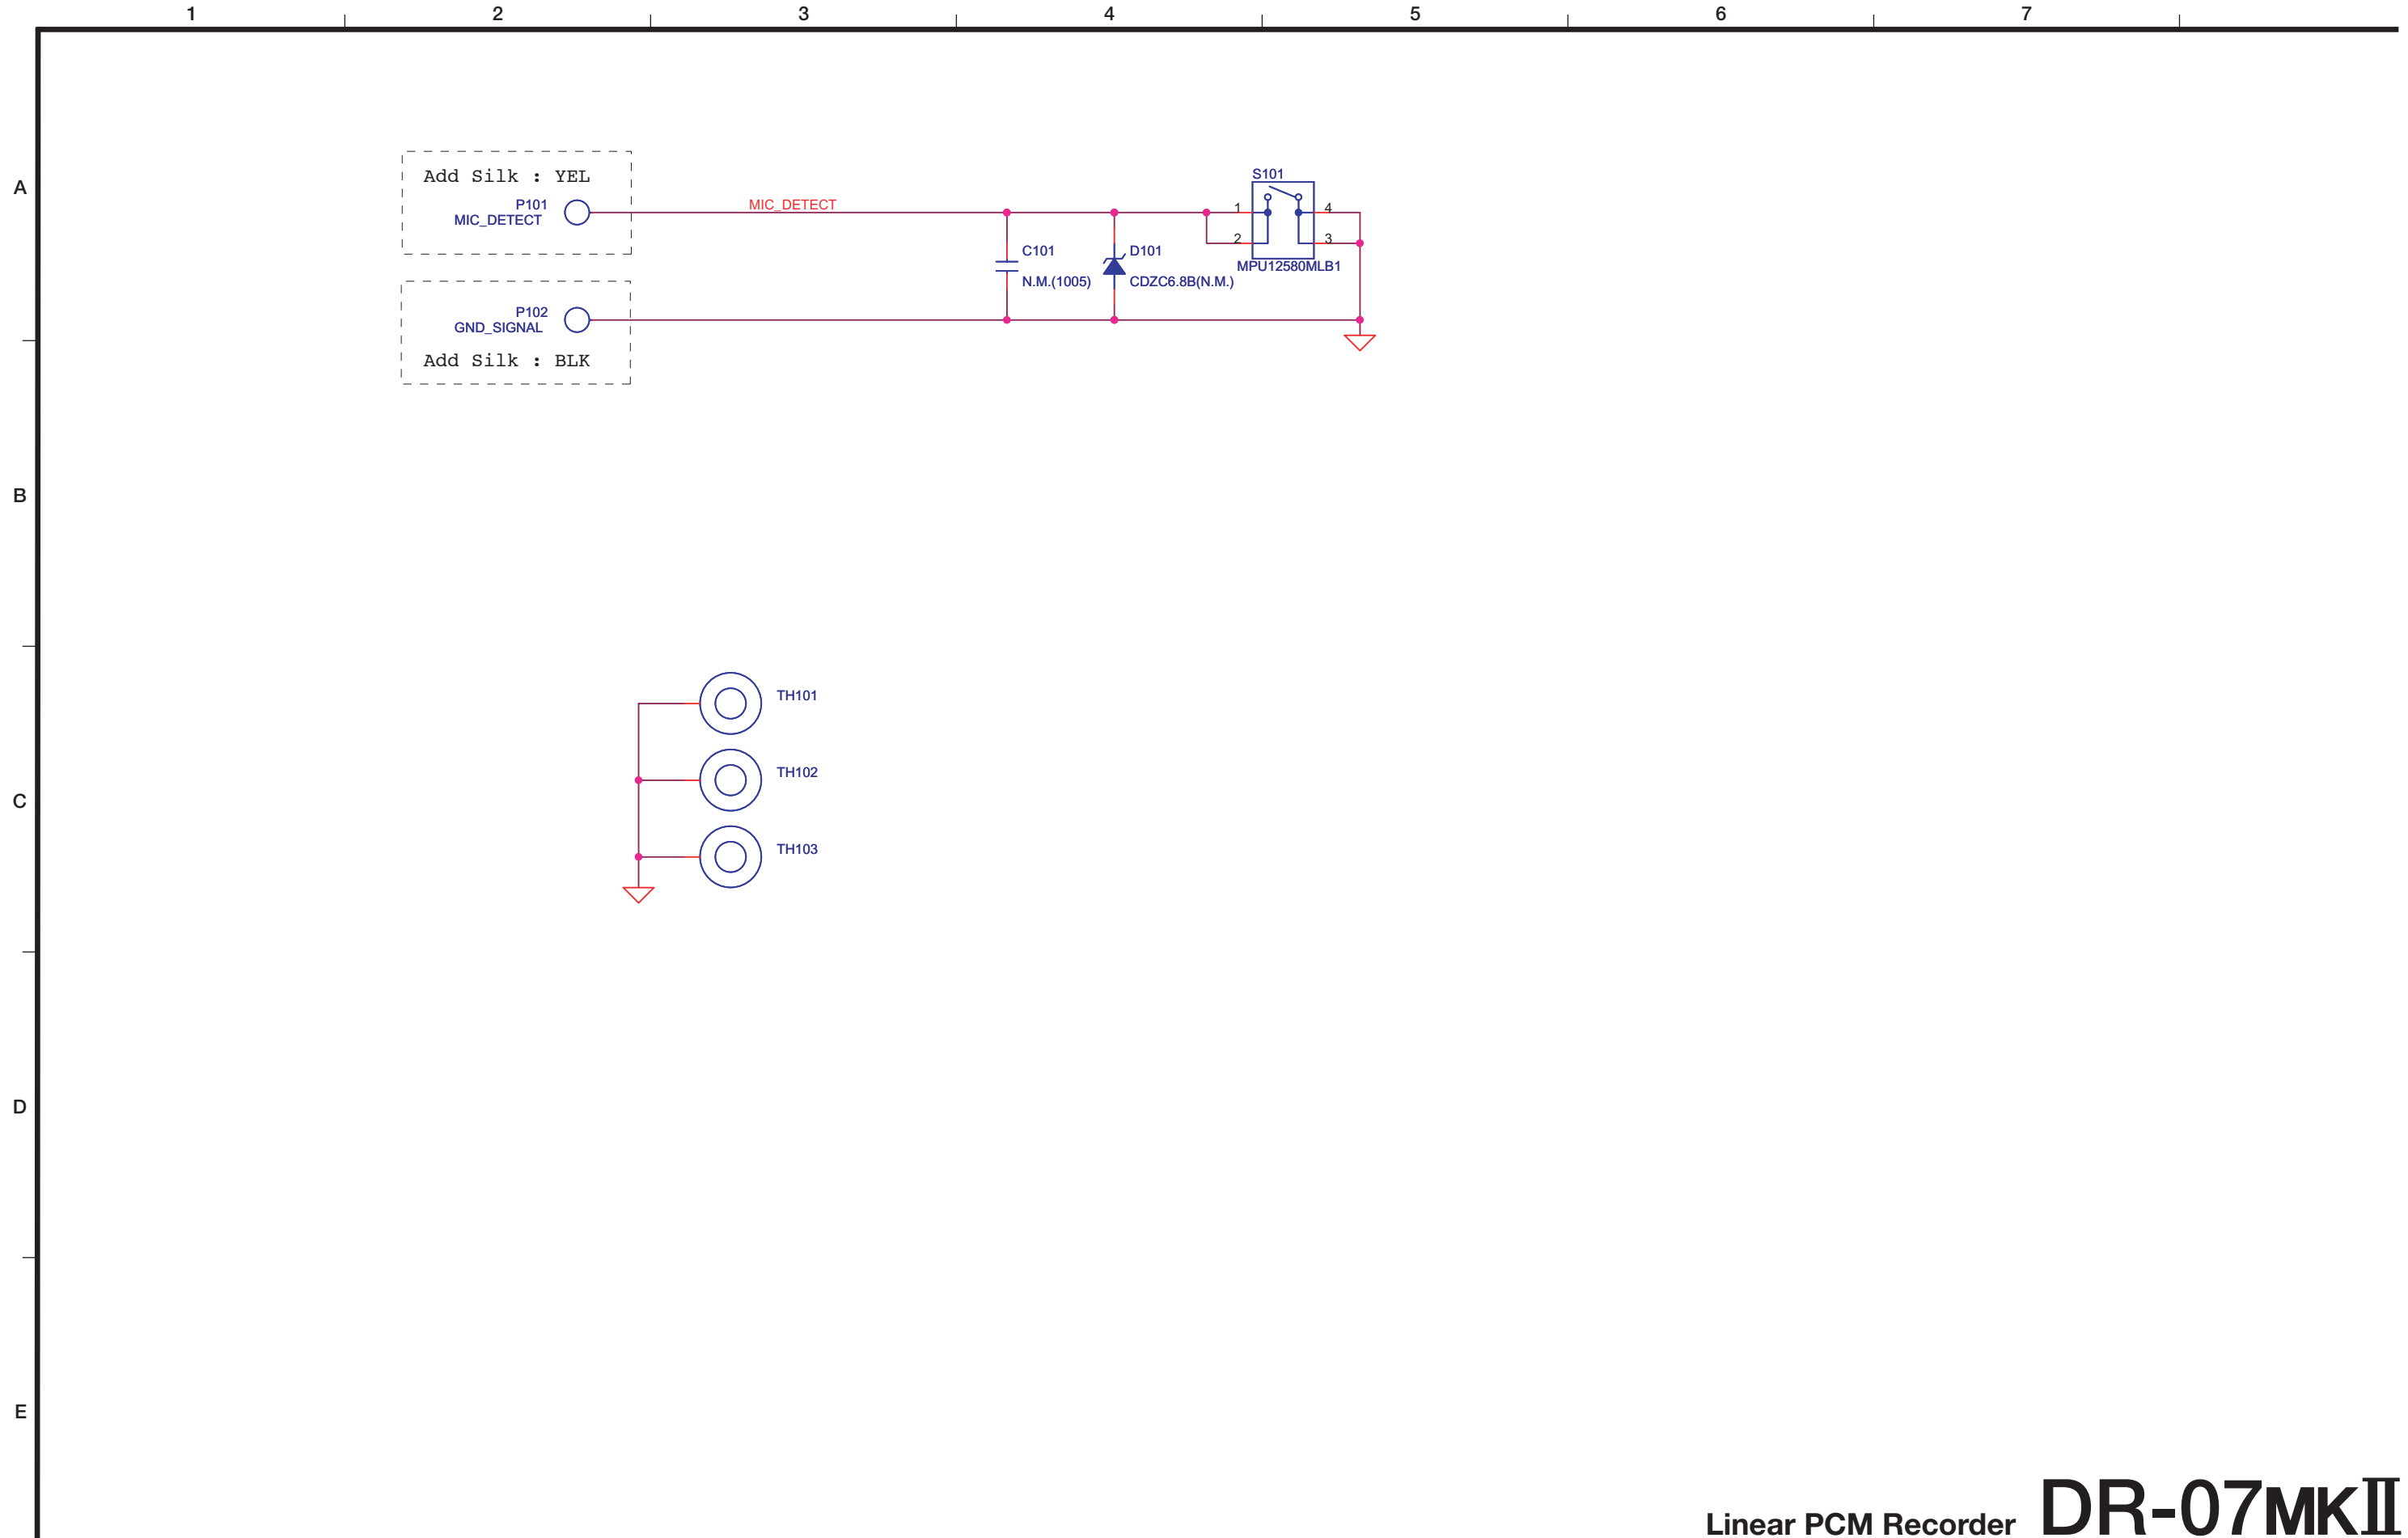 1 2 3 4 5 6 7
A
Add Silk : YEL
P101
MIC_DETECT
MIC_DETECT
S101
1 4
2 3
MPU12580MLB1
C101
N.M.(1005)
D101
CDZC6.8B(N.M.)
P102
GND_SIGNAL
Add Silk : BLK
B
TH101
TH102
C
TH103
D
E
Linear PCM Recorder DR-07MKII